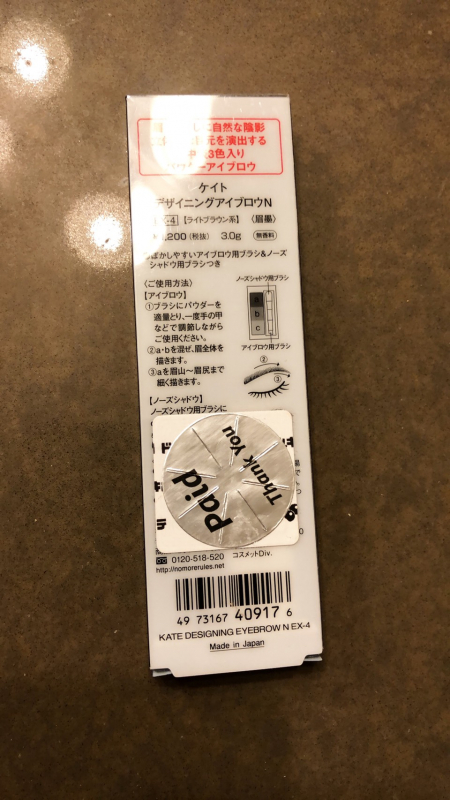 に自然な陰影
元を演出する
3色入り
ーアイブロウ
ケイト
デザイニングアイブロウN
-4 【ライトブラウン系】 〈眉墨〉
,200(税抜) 3.0g 無香料
ぼかしやすいアイブロウ用ブラシ&ノーズ
シャドウ用ブラシつき
〈ご使用方法〉
【アイブロウ】
①ブラシにパウダーを
適量とり、一度手の甲
などで調節しながら
ご使用ください。
②a・bを混ぜ、眉全体を
描きます。
③aを眉山〜眉尻まで
細く描きます。
ノーズシャドウ用ブラシ
a
b
c
アイブロウ用ブラシ
②
③
【ノーズシャドウ】
ノーズシャドウ用ブラシに
Thank You
Paid
0120-518-520 コスメットDiv.
http://nomorerules.net
49 73167 40917 6
KATE DESIGNING EYEBROW N EX-4
Made in Japan